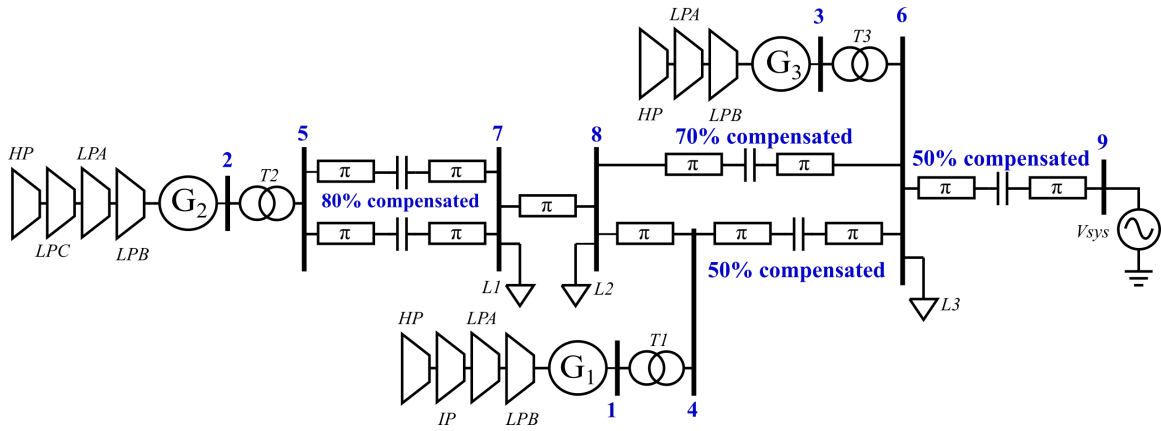 LPA
3
T3
6
G3
HP
LPB
70% compensated
9
50% compensated
π π
π π
Vsys
5
7
8
HP
LPA
2
T2
G2
LPC
LPB
π π
80% compensated
π π
π
π
π π
50% compensated
L1
L2
L3
HP
LPA
T1
G1
IP
LPB
1
4